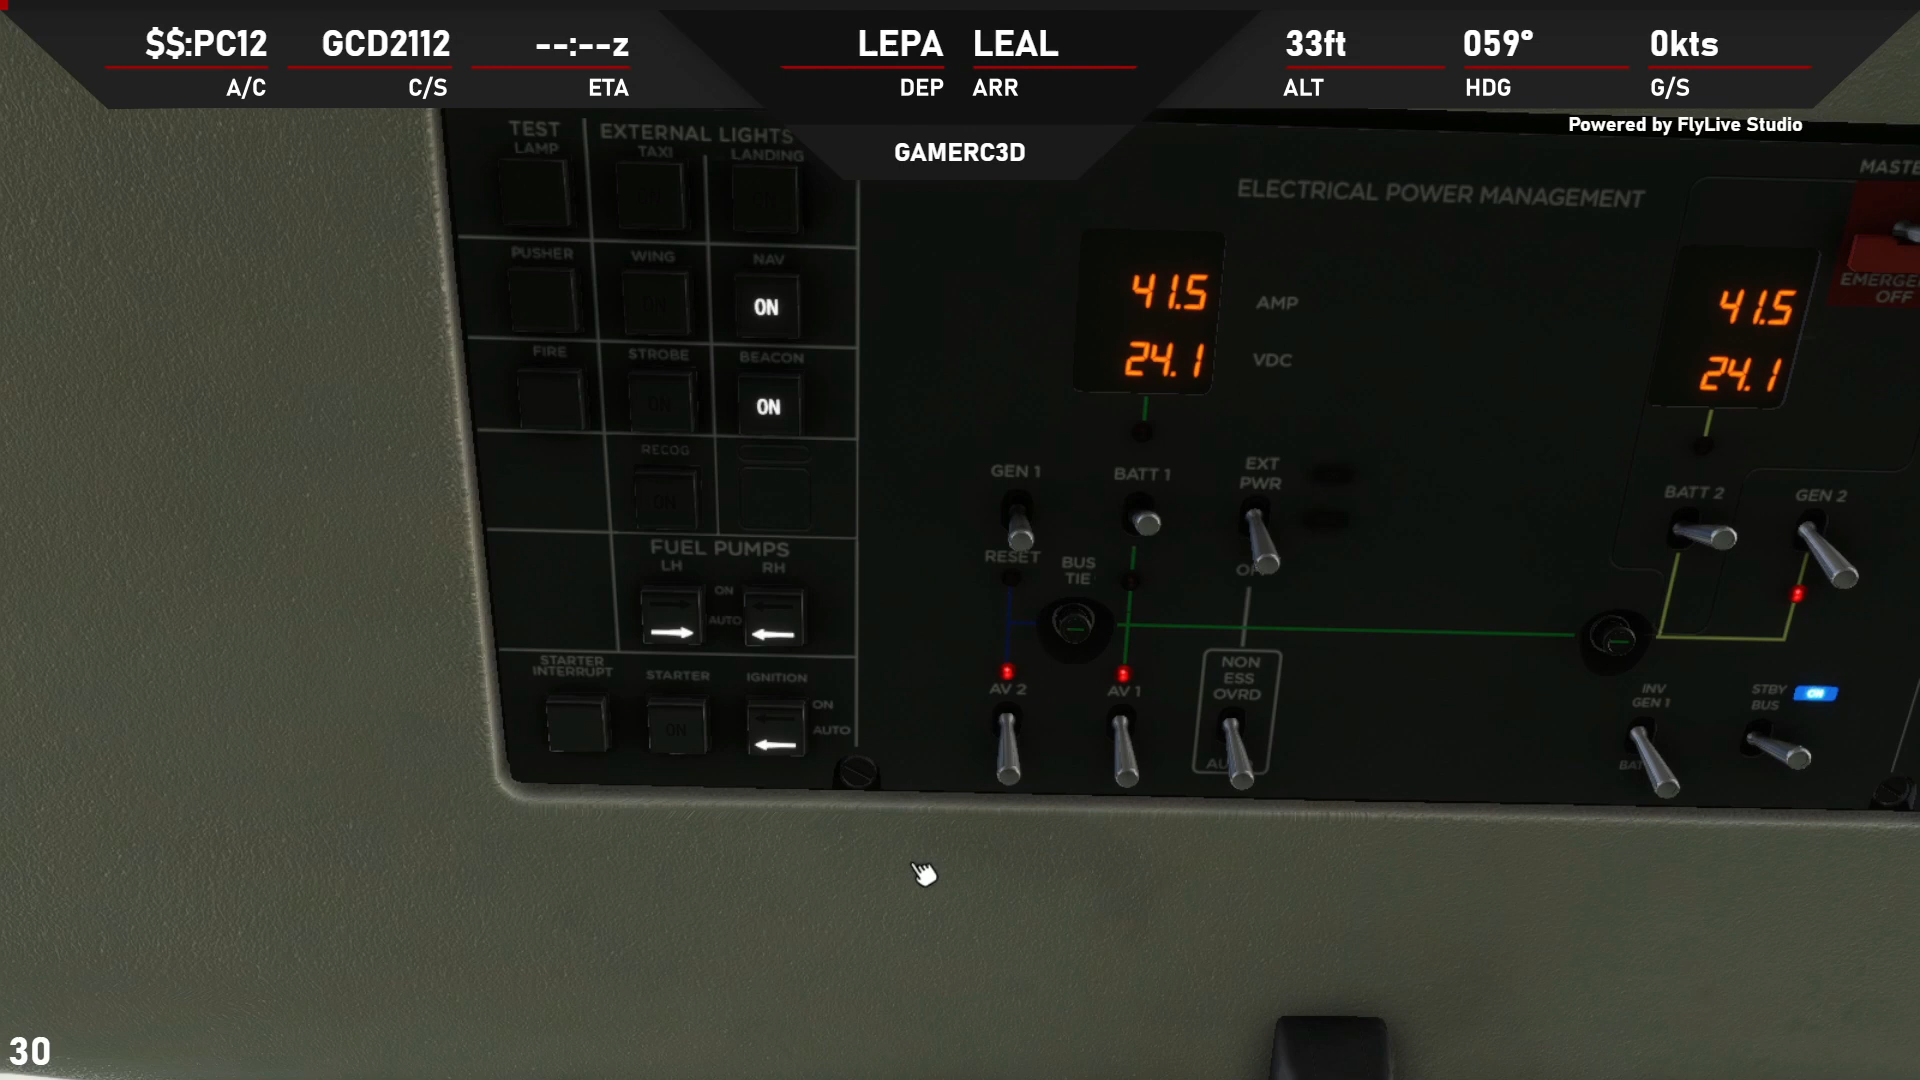 $$:PC12 GCD2112 --:--z LEPA LEAL 33ft 059° 0kts
A/C C/S ETA DEP ARR ALT HDG G/S
Powered by FlyLive Studio
GAMERC3D
TEST
LAMP
EXTERNAL LIGHTS
TAXI LANDING
PUSHER WING NAV
ON ON
FIRE STROBE BEACON
ON ON
RECOG
ON
FUEL PUMPS
LH RH
ON
AUTO
STARTER
INTERRUPT
STARTER
ON
IGNITION
ON
AUTO
ELECTRICAL POWER MANAGEMENT
41.5 AMP
24.1 VDC
GEN 1
RESET
BATT 1
EXT
PWR
BUS
TIE
AV 2
AV 1
NON
ESS
OVRD
41.5
24.1
EMERGE
OFF
BATT 2
GEN 2
INV
GEN 1
STBY
BUS
ON
30